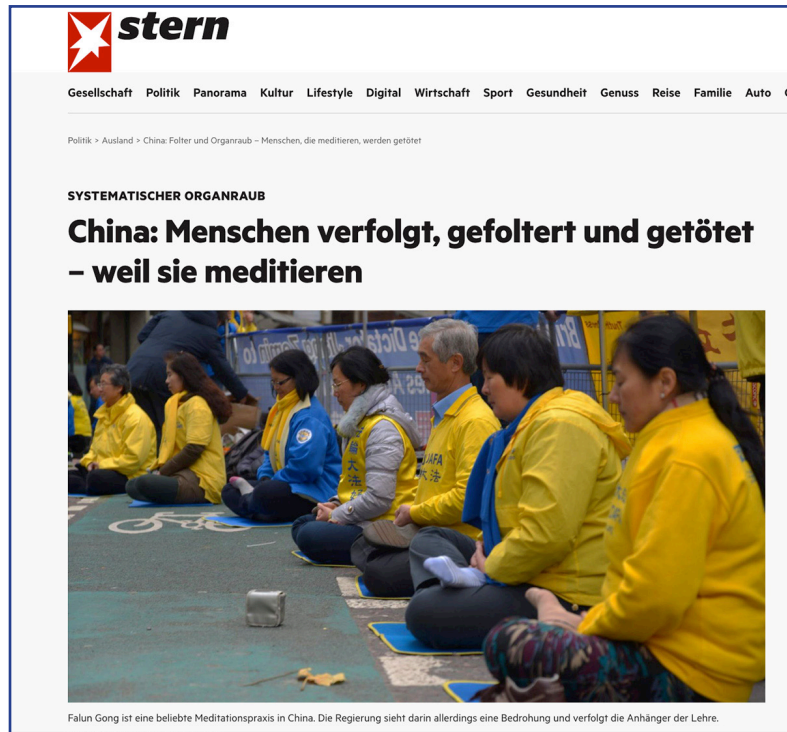 stern
Gesellschaft Politik Panorama Kultur Lifestyle Digital Wirtschaft Sport Gesundheit Genuss Reise Familie Auto
Politik > Ausland > China: Folter und Organraub – Menschen, die meditieren, werden getötet
SYSTEMATISCHER ORGANRAUB
China: Menschen verfolgt, gefoltert und getötet
– weil sie meditieren
大法
Falun Gong ist eine beliebte Meditationspraxis in China. Die Regierung sieht darin allerdings eine Bedrohung und verfolgt die Anhänger der Lehre.